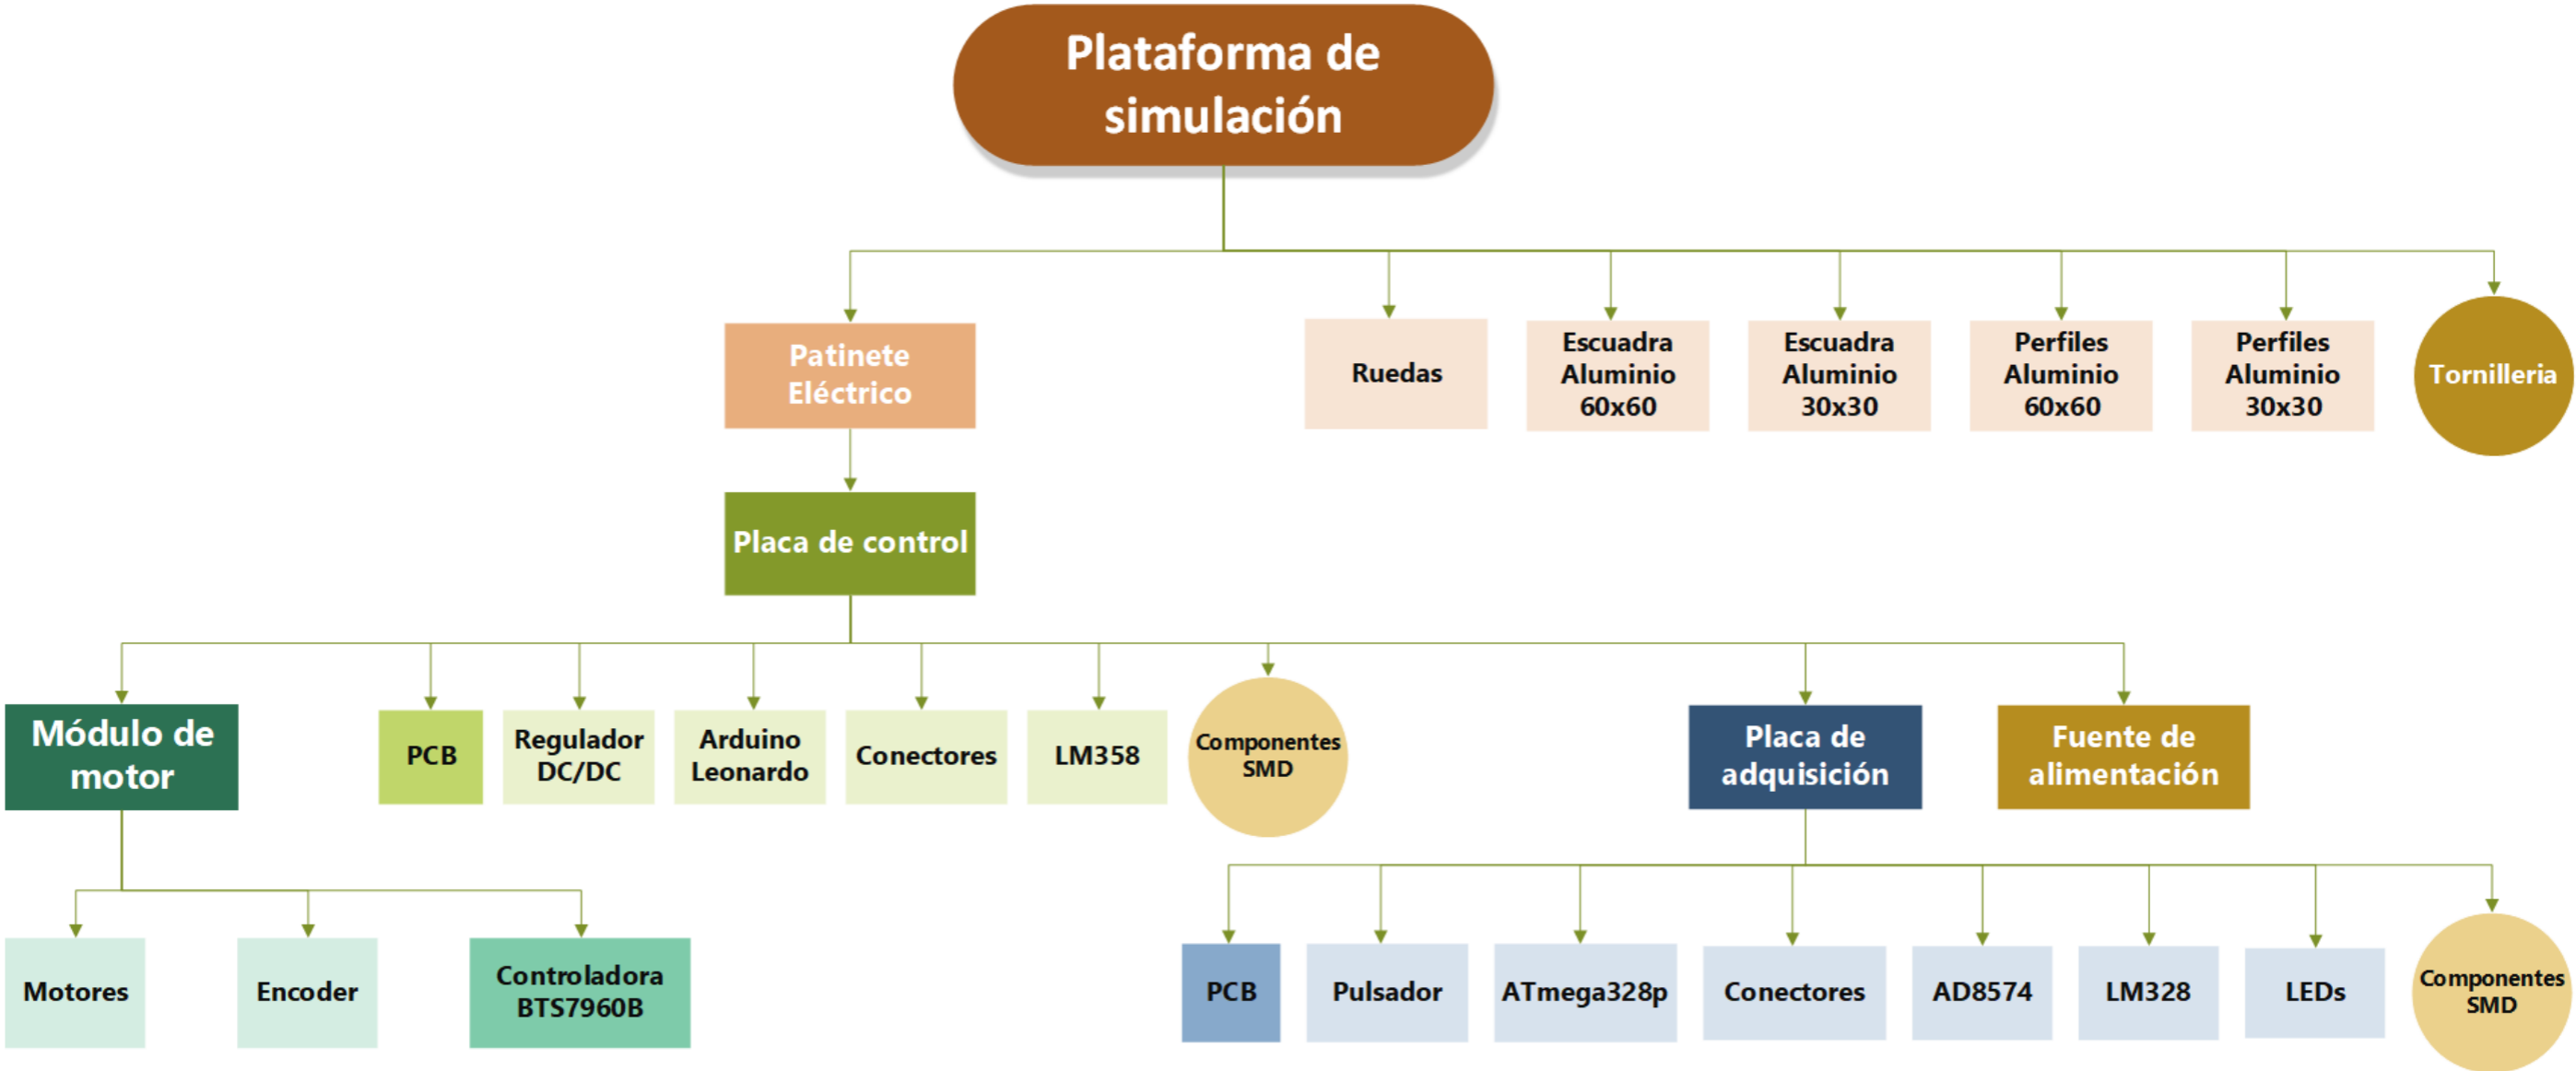 Plataforma de
simulación
Patinete
Eléctrico
Ruedas
Escuadra
Aluminio
60x60
Escuadra
Aluminio
30x30
Perfiles
Aluminio
60x60
Perfiles
Aluminio
30x30
Tornilleria
Placa de control
Módulo de
motor
PCB
Regulador
DC/DC
Arduino
Leonardo
Conectores
LM358
Componentes
SMD
Placa de
adquisición
Fuente de
alimentación
Motores
Encoder
Controladora
BTS7960B
PCB
Pulsador
ATmega328p
Conectores
AD8574
LM328
LEDs
Componentes
SMD